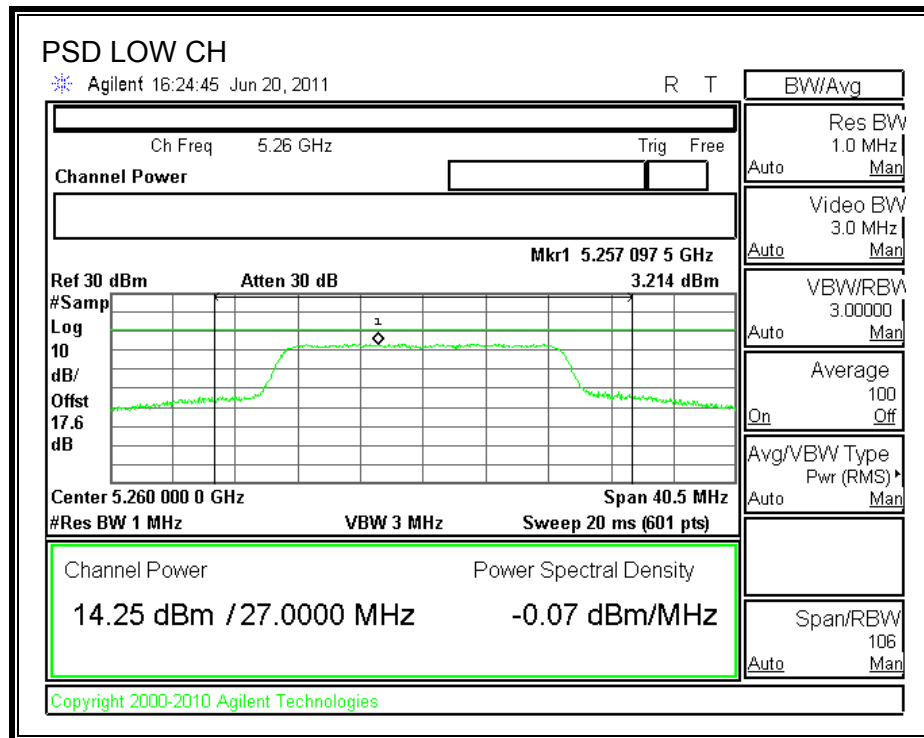 PSD LOW CH
Agilent 16:24:45 Jun 20, 2011 R T
Ch Freq 5.26 GHz Trig Free
Channel Power
Mkr1 5.257 097 5 GHz
Ref 30 dBm Atten 30 dB 3.214 dBm
#Samp
Log
10
dB/
Offst
17.6
dB
1
Center 5.260 000 0 GHz Span 40.5 MHz
#Res BW 1 MHz VBW 3 MHz Sweep 20 ms (601 pts)
Channel Power Power Spectral Density
14.25 dBm / 27.0000 MHz -0.07 dBm/MHz
Copyright 2000-2010 Agilent Technologies
BW/Avg
Res BW
1.0 MHz
Auto Man
Video BW
3.0 MHz
Auto Man
VBW/RBW
3.00000
Auto Man
Average
100
On Off
Avg/VBW Type
Pwr (RMS)
Auto Man
Span/RBW
106
Auto Man